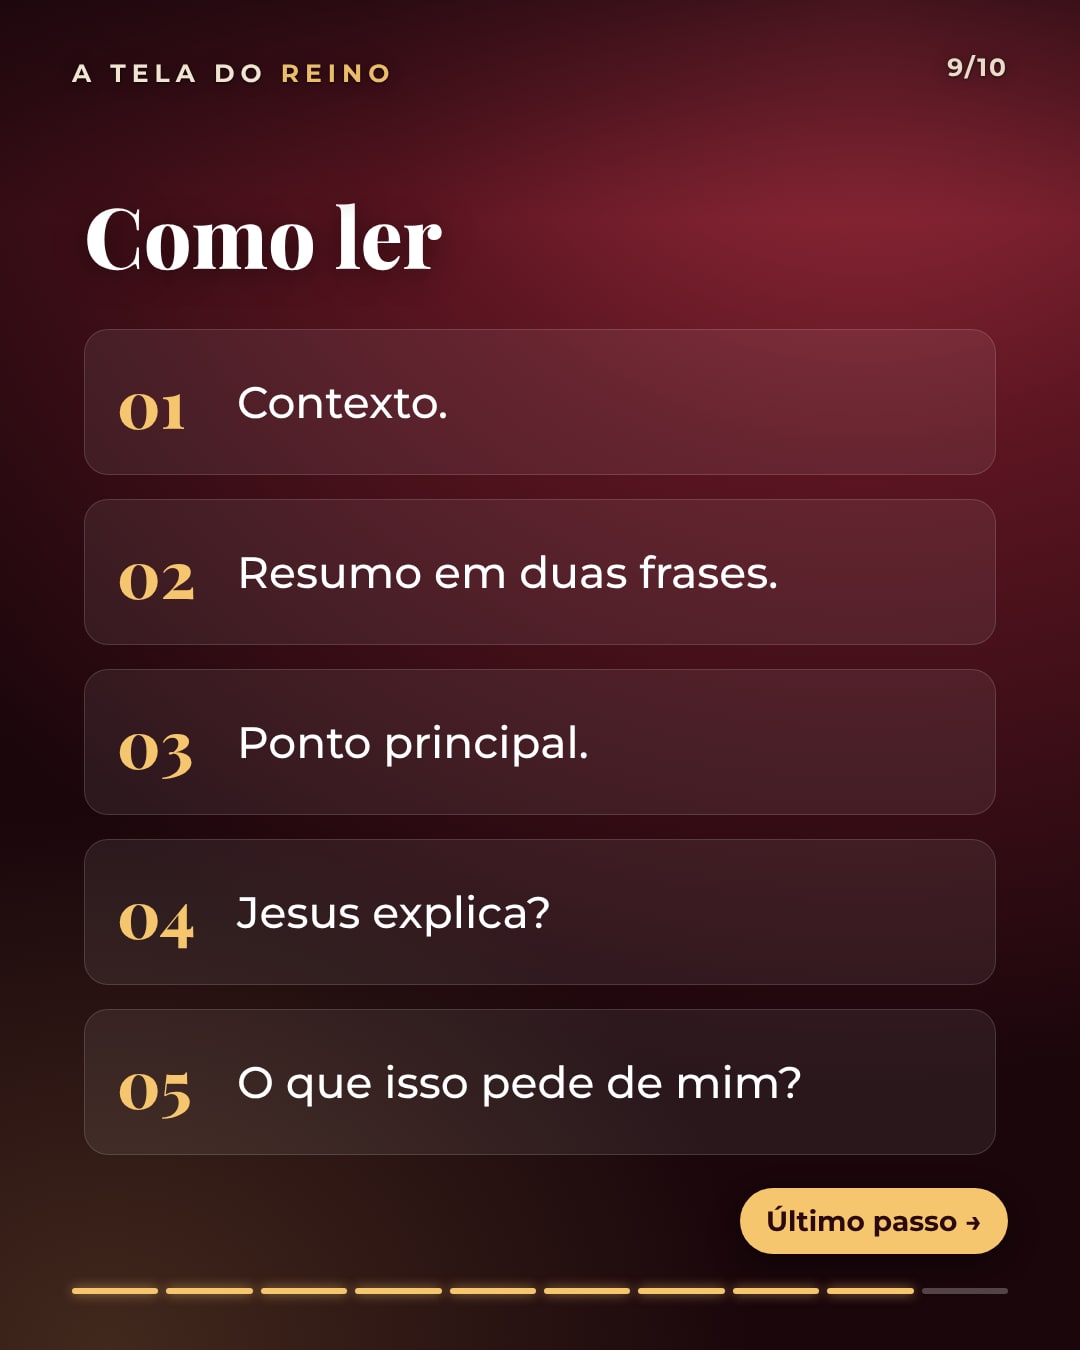 A TELA DO REINO
9/10
Como ler
01 Contexto.
02 Resumo em duas frases.
03 Ponto principal.
04 Jesus explica?
05 O que isso pede de mim?
Último passo →